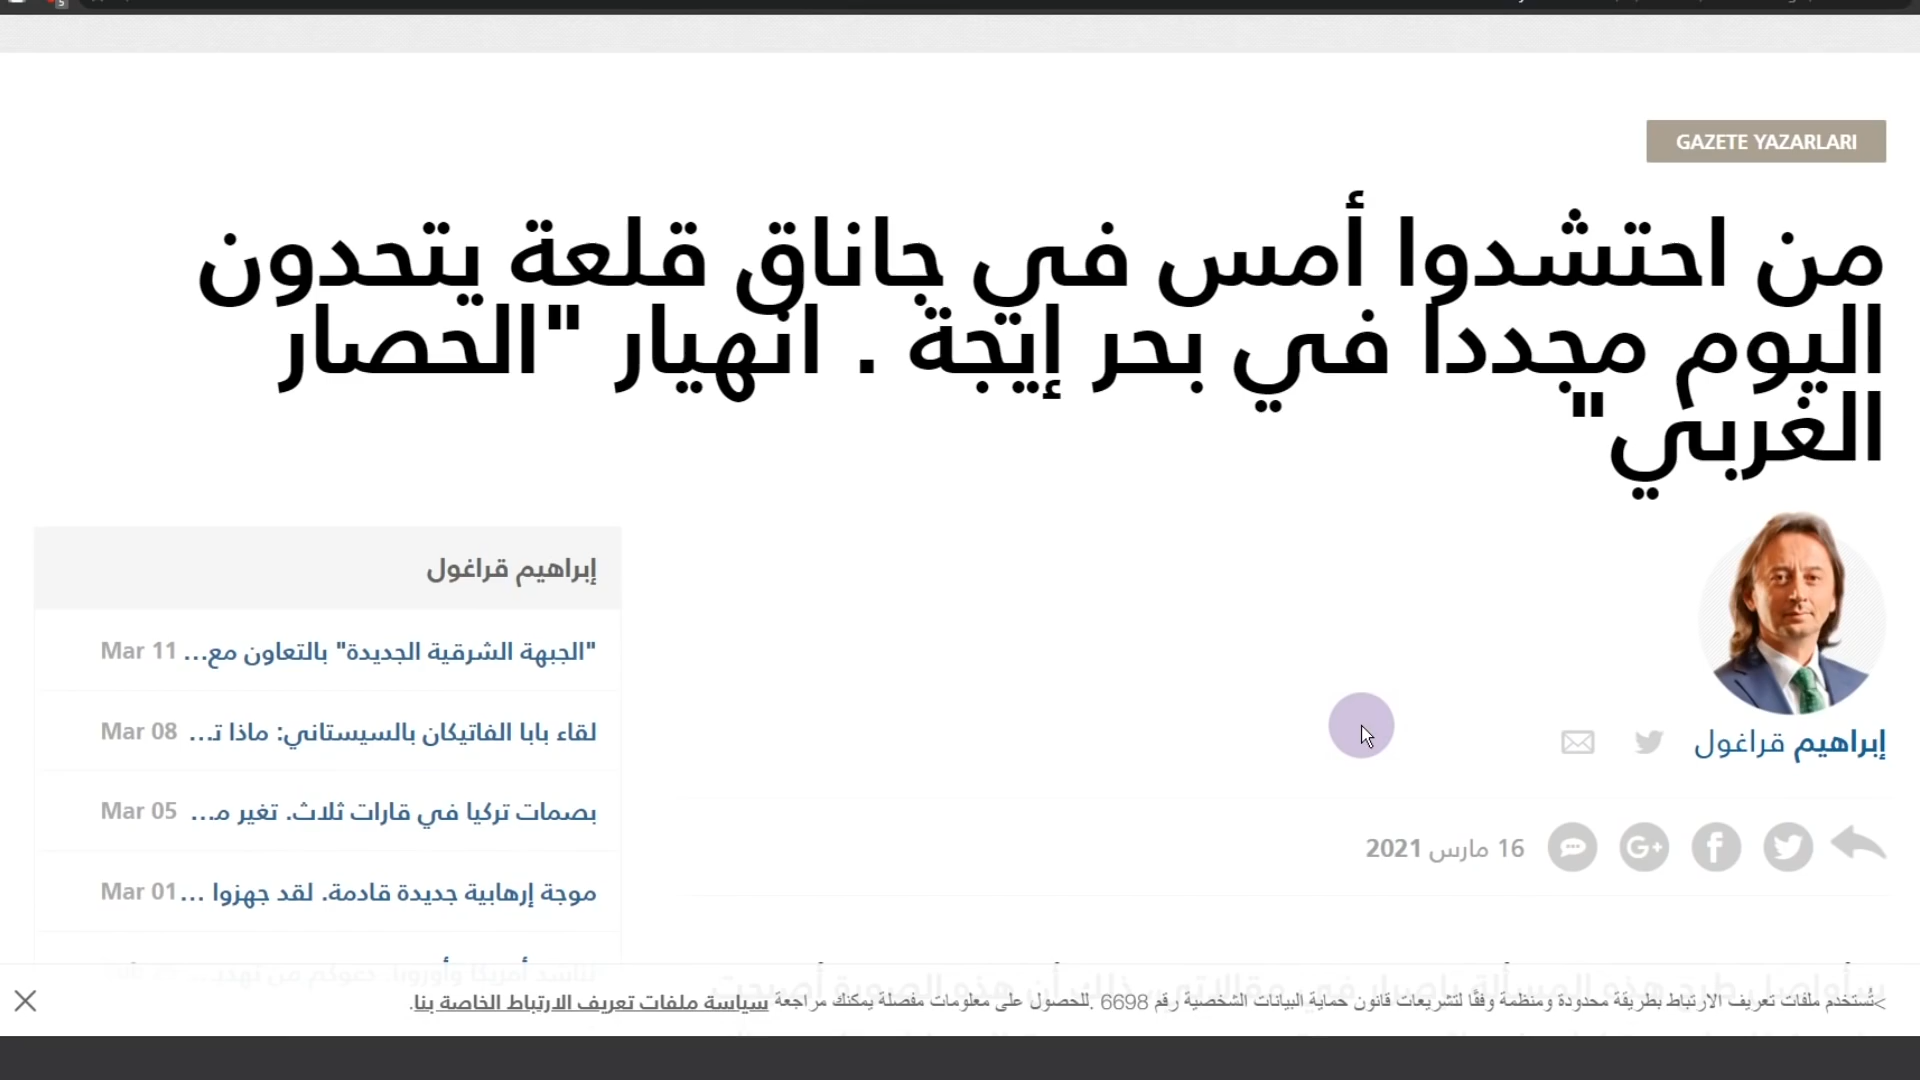 GAZETE YAZARLARI
من احتشدوا أمس في جاناق قلعة يتحدون
اليوم مجددا في بحر إيجة . انهيار "الحصار
الغربي"
إبراهيم قراغول
16 مارس 2021
إبراهيم قراغول
"الجبهة الشرقية الجديدة" بالتعاون مع... Mar 11
لقاء بابا الفاتيكان بالسيستاني: ماذا تـ... Mar 08
بصمات تركيا في قارات ثلاث. تغير مـ... Mar 05
موجة إرهابية جديدة قادمة. لقد جهزوا ... Mar 01
>تُستخدم ملفات تعريف الارتباط بطريقة محدودة ومنظمة وفقًا لتشريعات قانون حماية البيانات الشخصية رقم 6698 .للحصول على معلومات مفصلة يمكنك مراجعة سياسة ملفات تعريف الارتباط الخاصة بنا.